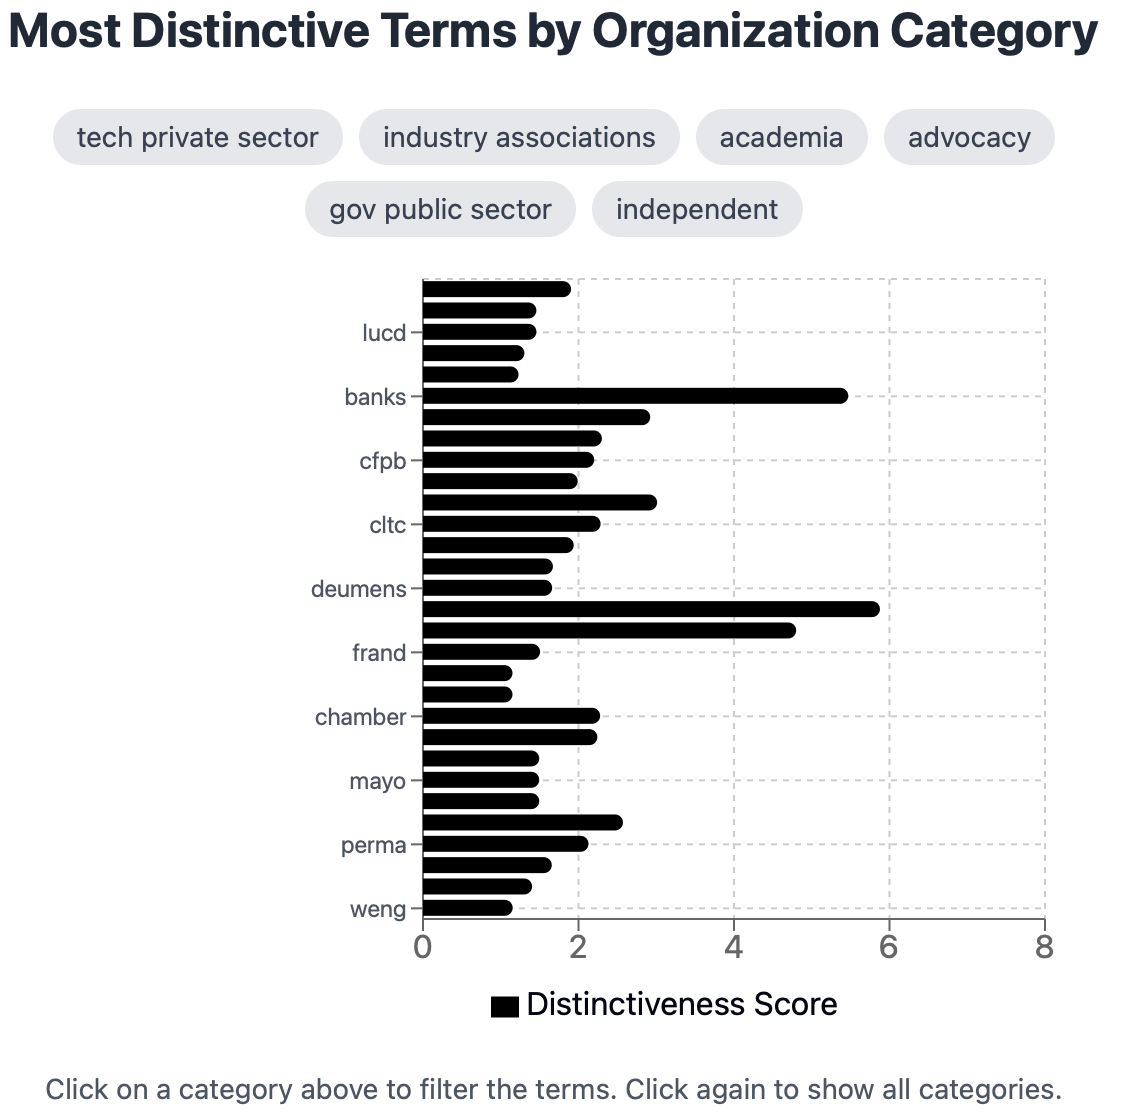 Most Distinctive Terms by Organization Category
tech private sector
industry associations
academia
advocacy
gov public sector
independent
lucd
banks
cfpb
cltc
deumens
frand
chamber
mayo
perma
weng
0 2 4 6 8
Distinctiveness Score
Click on a category above to filter the terms. Click again to show all categories.